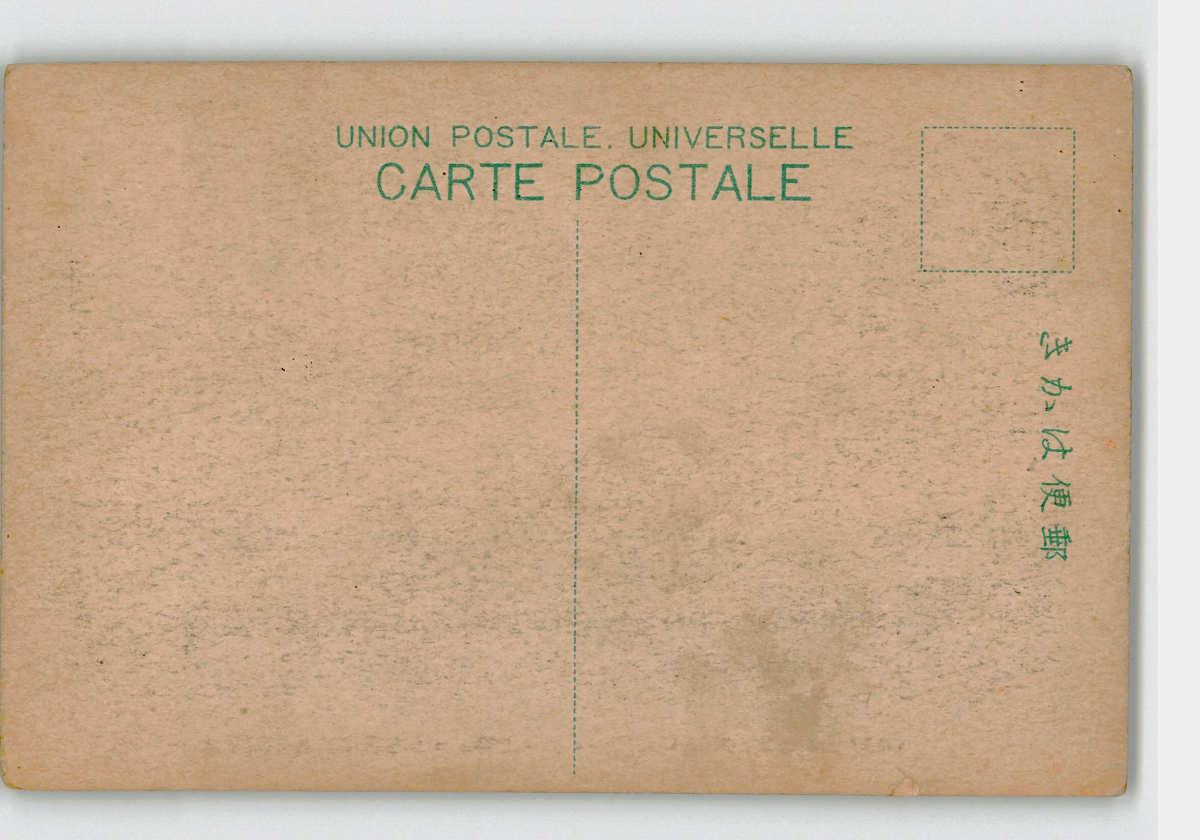 UNION POSTALE. UNIVERSELLE
CARTE POSTALE
郵便はかき